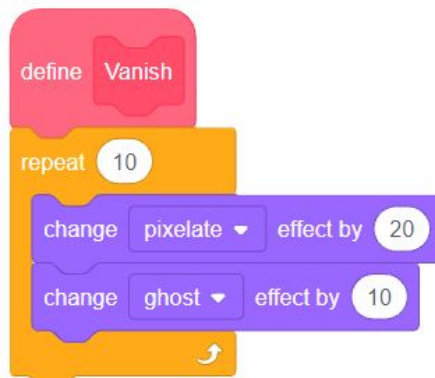 define Vanish
repeat 10
change pixelate effect by 20
change ghost effect by 10